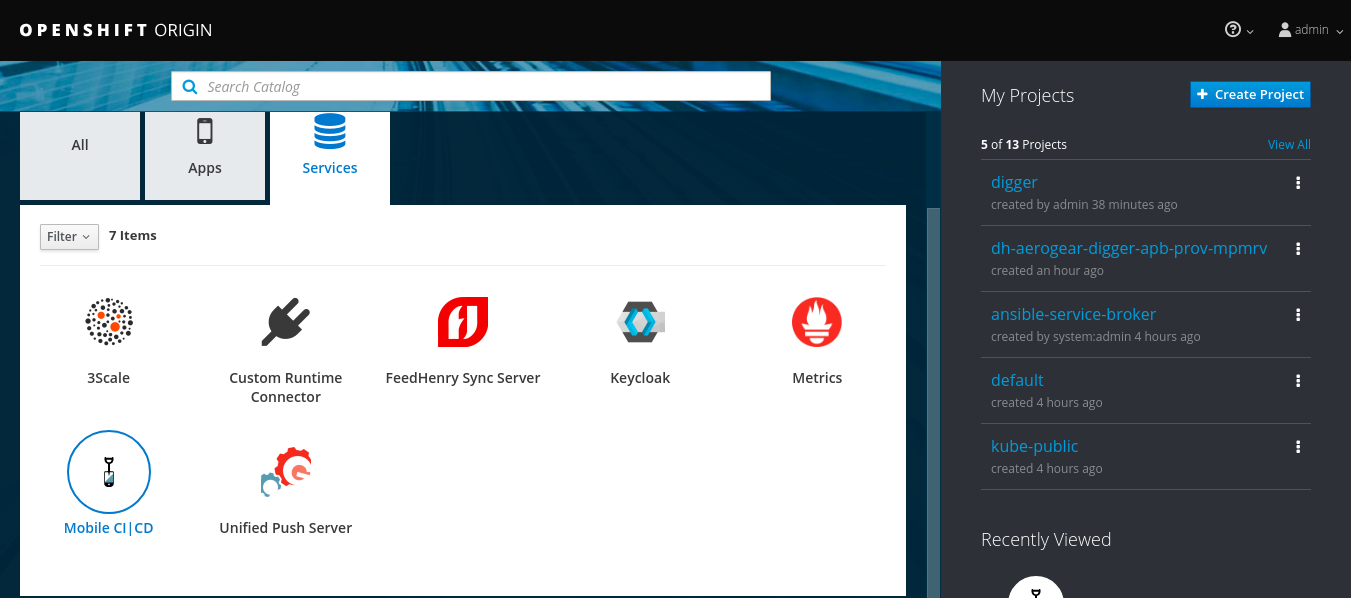 OPENSHIFT ORIGIN
admin
Search Catalog
All
Apps
Services
Filter
7 Items
3Scale
Custom Runtime
Connector
FeedHenry Sync Server
Keycloak
Metrics
Mobile CI|CD
Unified Push Server
My Projects
Create Project
5 of 13 Projects
View All
digger
created by admin 38 minutes ago
dh-aerogear-digger-apb-prov-mpmrv
created an hour ago
ansible-service-broker
created by system:admin 4 hours ago
default
created 4 hours ago
kube-public
created 4 hours ago
Recently Viewed